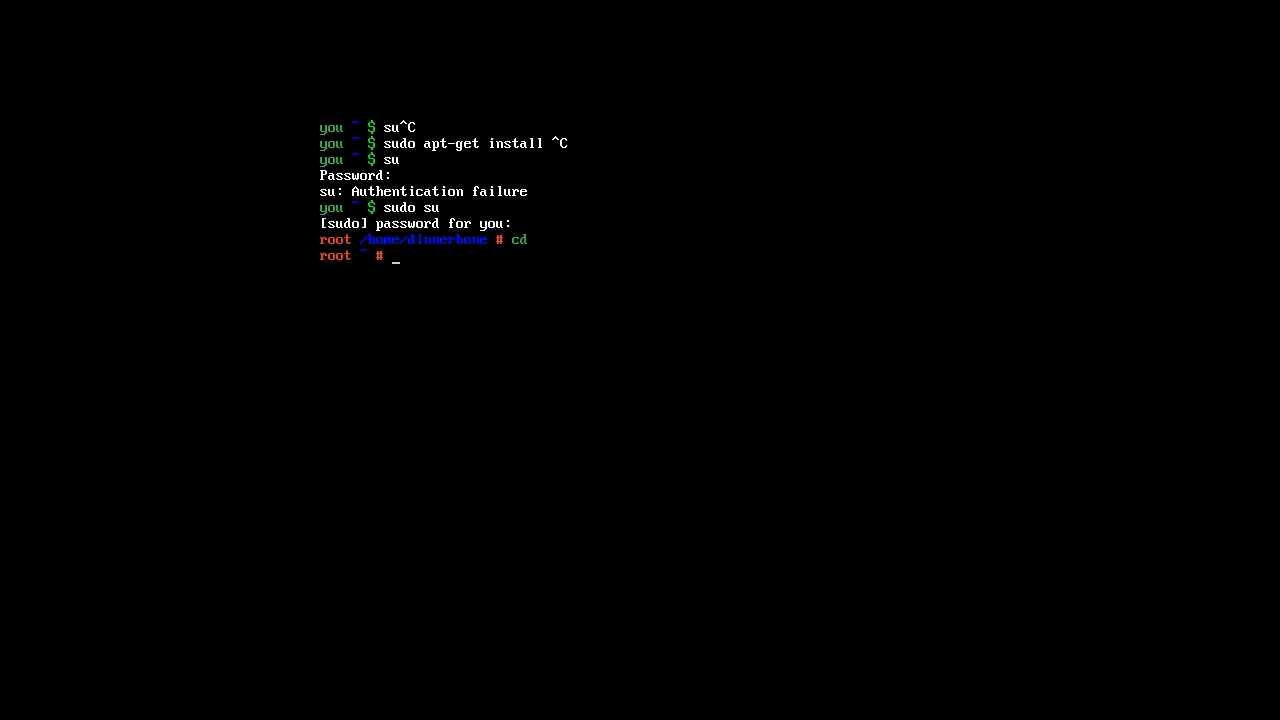 you ~ $ su^C
you ~ $ sudo apt-get install ^C
you ~ $ su
Password:
su: Authentication failure
you ~ $ sudo su
[sudo] password for you:
root /home/dinnerbone # cd
root ~ # _